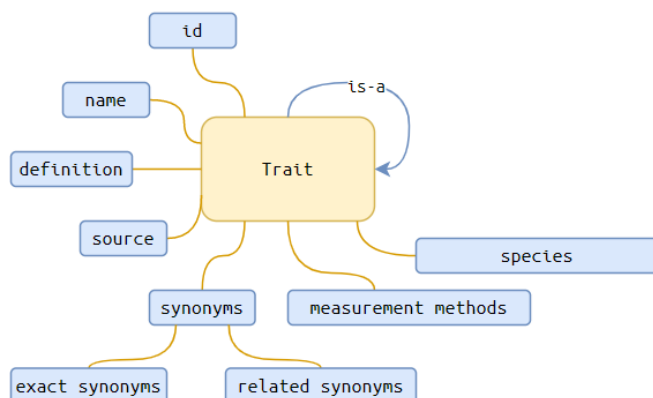 id
is-a
name
Trait
definition
source
species
synonyms
measurement methods
exact synonyms
related synonyms